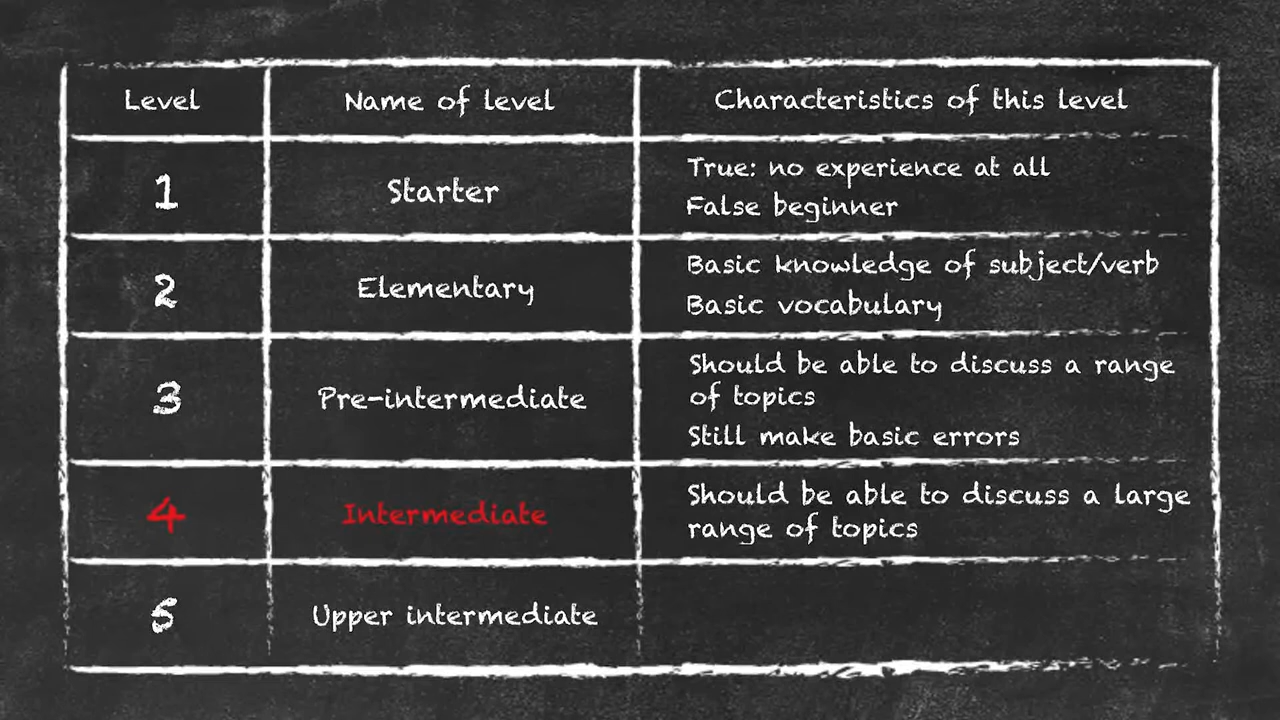 Level Name of level Characteristics of this level
1 Starter True: no experience at all
False beginner
2 Elementary Basic knowledge of subject/verb
Basic vocabulary
3 Pre-intermediate Should be able to discuss a range
of topics
Still make basic errors
4 Intermediate Should be able to discuss a large
range of topics
5 Upper intermediate